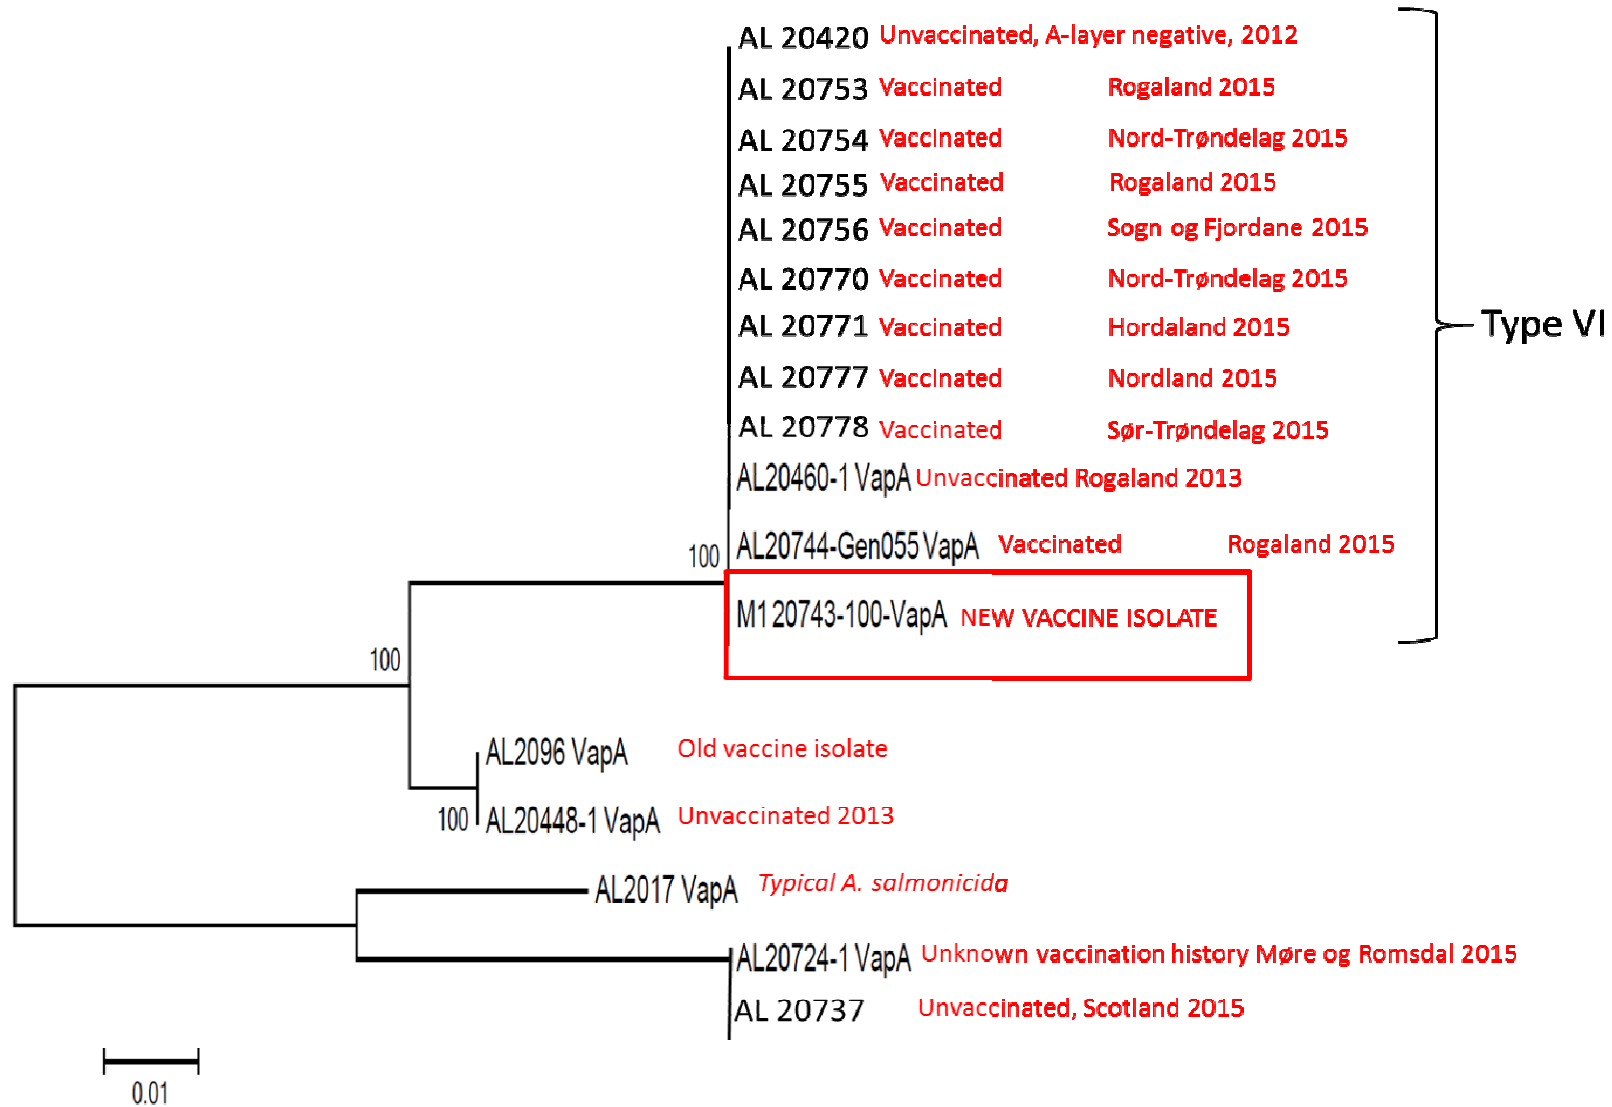 AL 20420 Unvaccinated, A-layer negative, 2012
AL 20753 Vaccinated Rogaland 2015
AL 20754 Vaccinated Nord-Trøndelag 2015
AL 20755 Vaccinated Rogaland 2015
AL 20756 Vaccinated Sogn og Fjordane 2015
AL 20770 Vaccinated Nord-Trøndelag 2015
AL 20771 Vaccinated Hordaland 2015
Type VI
AL 20777 Vaccinated Nordland 2015
AL 20778 Vaccinated Sør-Trøndelag 2015
AL20460-1 VapA Unvaccinated Rogaland 2013
100
AL20744-Gen055 VapA Vaccinated Rogaland 2015
M1 20743-100-VapA NEW VACCINE ISOLATE
100
AL2096 VapA Old vaccine isolate
100
AL20448-1 VapA Unvaccinated 2013
AL2017 VapA Typical A. salmonicida
AL20724-1 VapA Unknown vaccination history Møre og Romsdal 2015
AL 20737 Unvaccinated, Scotland 2015
0.01